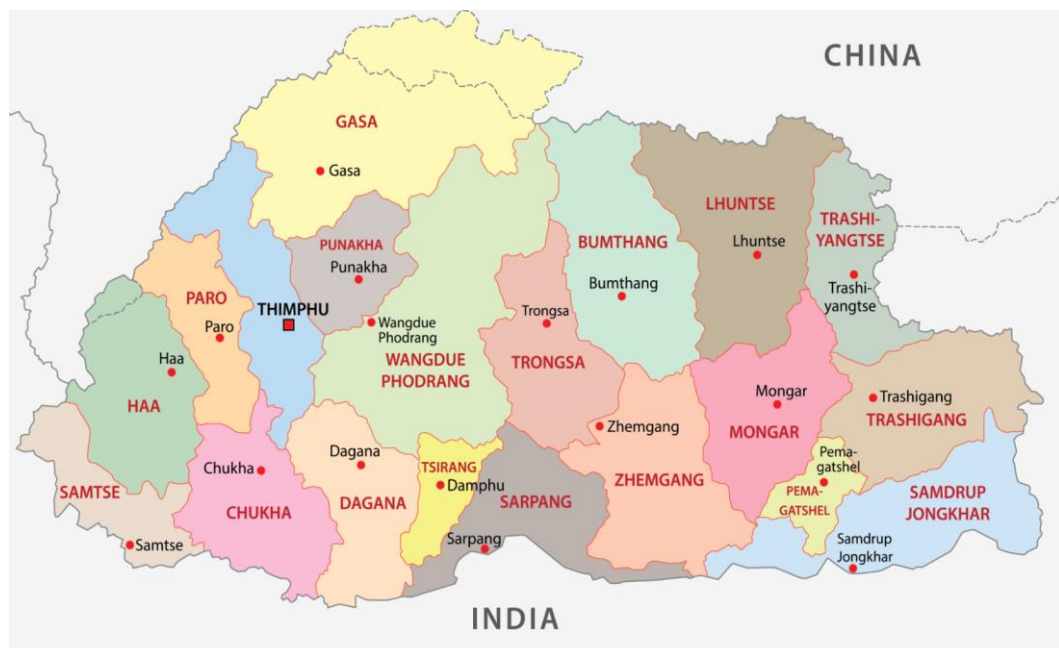 CHINA
GASA
Gasa
PUNAKHA
Punakha
THIMPHU
PARO
Paro
Haa
HAA
Wangdue
Phodrang
WANGDUE
PHODRANG
BUMTHANG
Bumthang
Trongsa
TRONGSA
LHUNTSE
Lhuntse
TRASHI-
YANGTSE
Trashi-
yangtse
Mongar
MONGAR
Trashigang
TRASHIGANG
Zhemgang
ZHEMGANG
SAMTSE
Samtse
Chukha
CHUKHA
Dagana
DAGANA
TSIRANG
Damphu
SARPANG
Sarpang
Pema-
gatshel
PEMA-
GATSHEL
SAMDRUP
JONGKHAR
Samdrup
Jongkhar
INDIA